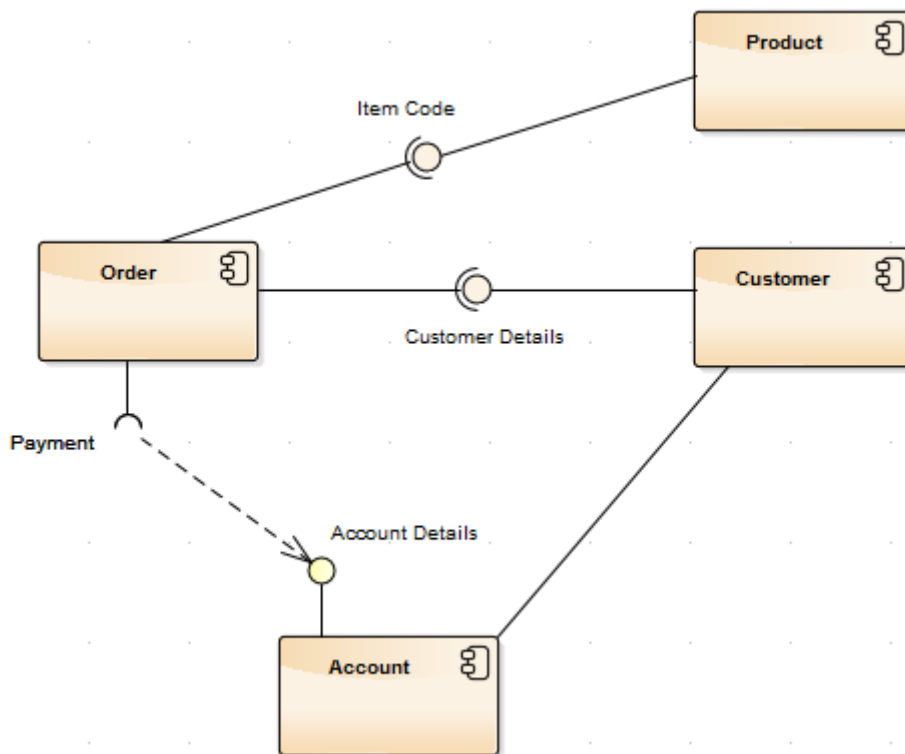 Product
Item Code
Order
Customer
Customer Details
Payment
Account Details
Account